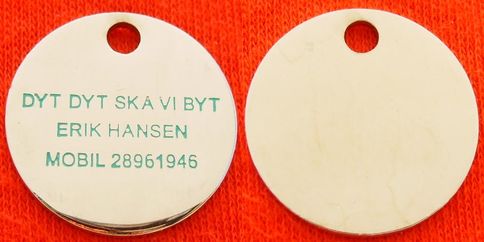 DYT DYT SKA VI BYT
ERIK HANSEN
MOBIL 28961946